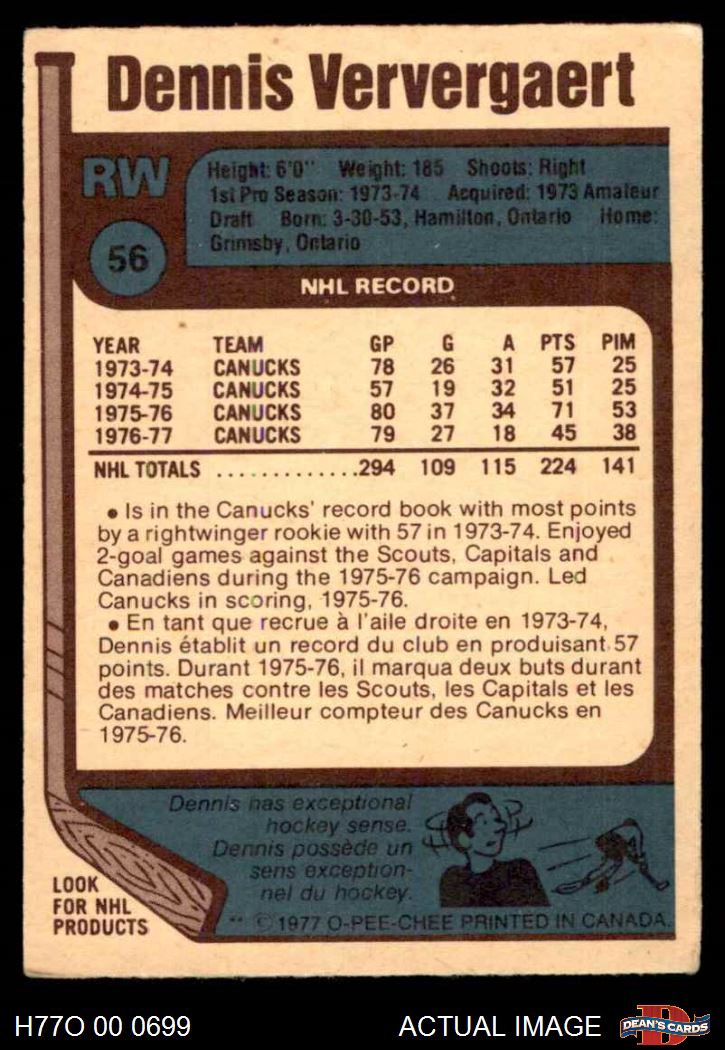 Dennis Ververgaert
RW
Height: 6'0" Weight: 185 Shoots: Right
1st Pro Season: 1973-74 Acquired: 1973 Amateur
Draft Born: 3-30-53, Hamilton, Ontario Home:
Grimsby, Ontario
56
NHL RECORD
YEAR TEAM GP G A PTS PIM
1973-74 CANUCKS 78 26 31 57 25
1974-75 CANUCKS 57 19 32 51 25
1975-76 CANUCKS 80 37 34 71 53
1976-77 CANUCKS 79 27 18 45 38
NHL TOTALS .............294 109 115 224 141
• Is in the Canucks' record book with most points
by a rightwinger rookie with 57 in 1973-74. Enjoyed
2-goal games against the Scouts, Capitals and
Canadiens during the 1975-76 campaign. Led
Canucks in scoring, 1975-76.
• En tant que recrue à l'aile droite en 1973-74,
Dennis établit un record du club en produisant 57
points. Durant 1975-76, il marqua deux buts durant
des matches contre les Scouts, les Capitals et les
Canadiens. Meilleur compteur des Canucks en
1975-76.
Dennis has exceptional
hockey sense.
Dennis possède un
sens exception-
nel du hockey.
LOOK
FOR NHL
PRODUCTS
** © 1977 O-PEE-CHEE PRINTED IN CANADA.
H77O 00 0699
ACTUAL IMAGE
D
DEAN'S CARDS